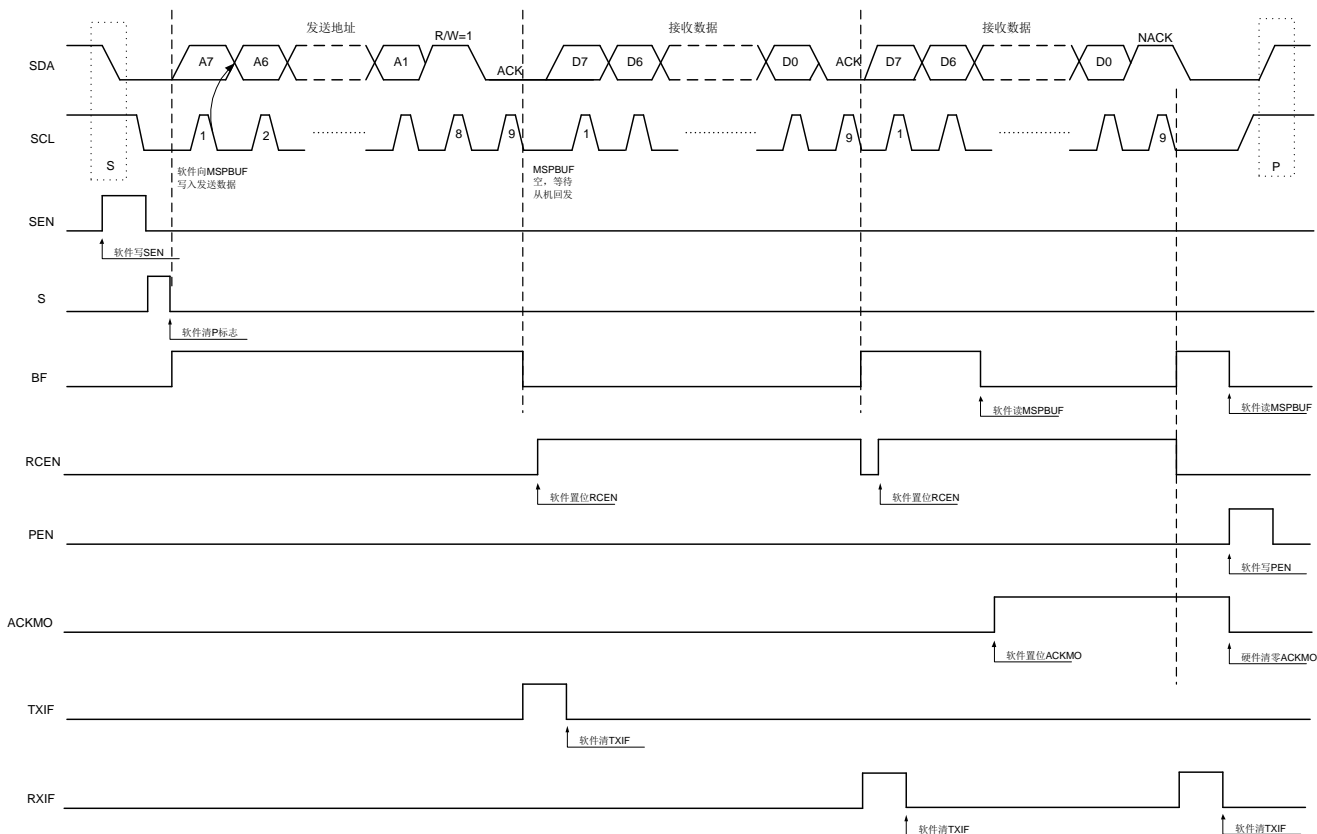 发送地址
接收数据
接收数据
R/W=1
NACK
SDA
A7
A6
A1
ACK
D7
D6
D0
ACK
D7
D6
D0
SCL
1
2
8
9
1
9
1
9
S
P
软件向MSPBUF
写入发送数据
MSPBUF
空，等待
从机回发
SEN
软件写SEN
S
软件清P标志
BF
软件读MSPBUF
软件读MSPBUF
RCEN
软件置位RCEN
软件置位RCEN
PEN
软件写PEN
ACKMO
软件置位ACKMO
硬件清零ACKMO
TXIF
软件清TXIF
RXIF
软件清TXIF
软件清TXIF